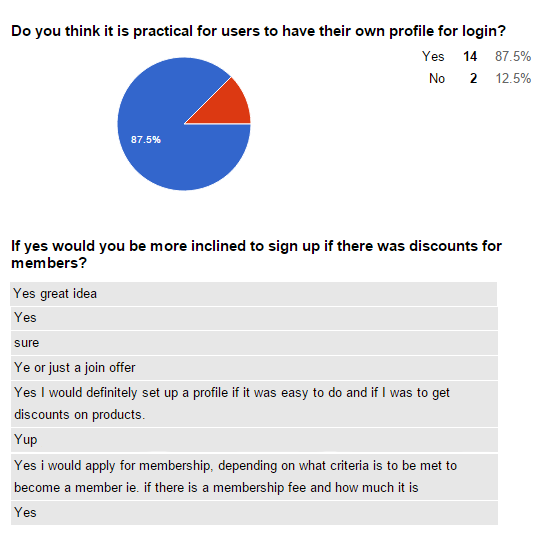 Do you think it is practical for users to have their own profile for login?
Yes 14 87.5%
No 2 12.5%
87.5%
If yes would you be more inclined to sign up if there was discounts for
members?
Yes great idea
Yes
sure
Ye or just a join offer
Yes I would definitely set up a profile if it was easy to do and if I was to get
discounts on products.
Yup
Yes i would apply for membership, depending on what criteria is to be met to
become a member ie. if there is a membership fee and how much it is
Yes